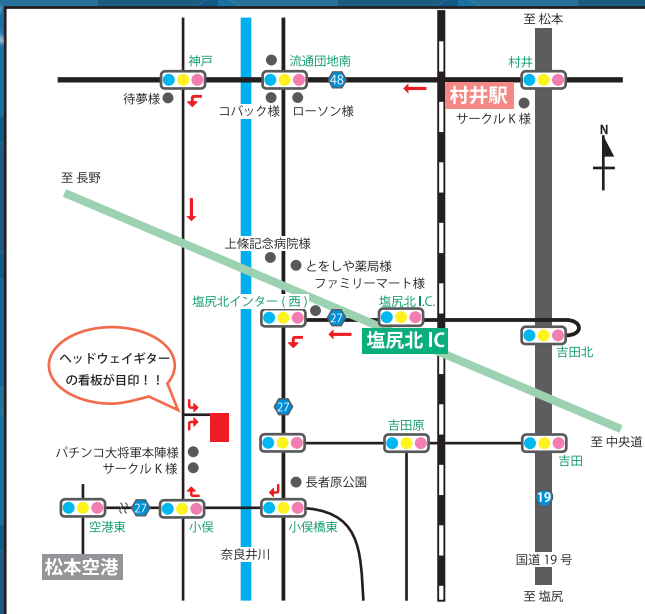 至 松本
神戸
流通団地南
48
村井
待夢様
コバック様
ローソン様
村井駅
サークル K 様
N
至 長野
上條記念病院様
とをしや薬局様
ファミリーマート様
塩尻北インター ( 西 )
塩尻北 I.C.
27
塩尻北 IC
吉田北
ヘッドウェイギター
の看板が目印！！
27
吉田原
至 中央道
吉田
パチンコ大将軍本陣様
サークル K 様
長者原公園
27
19
空港東
小俣
小俣橋東
奈良井川
松本空港
国道 19 号
至 塩尻